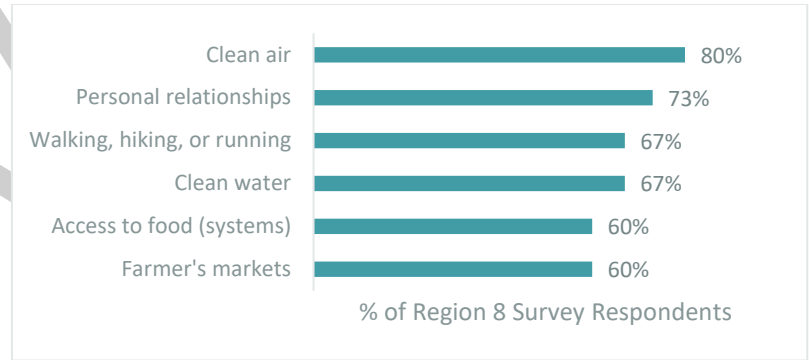 Clean air 80%
Personal relationships 73%
Walking, hiking, or running 67%
Clean water 67%
Access to food (systems) 60%
Farmer's markets 60%
% of Region 8 Survey Respondents